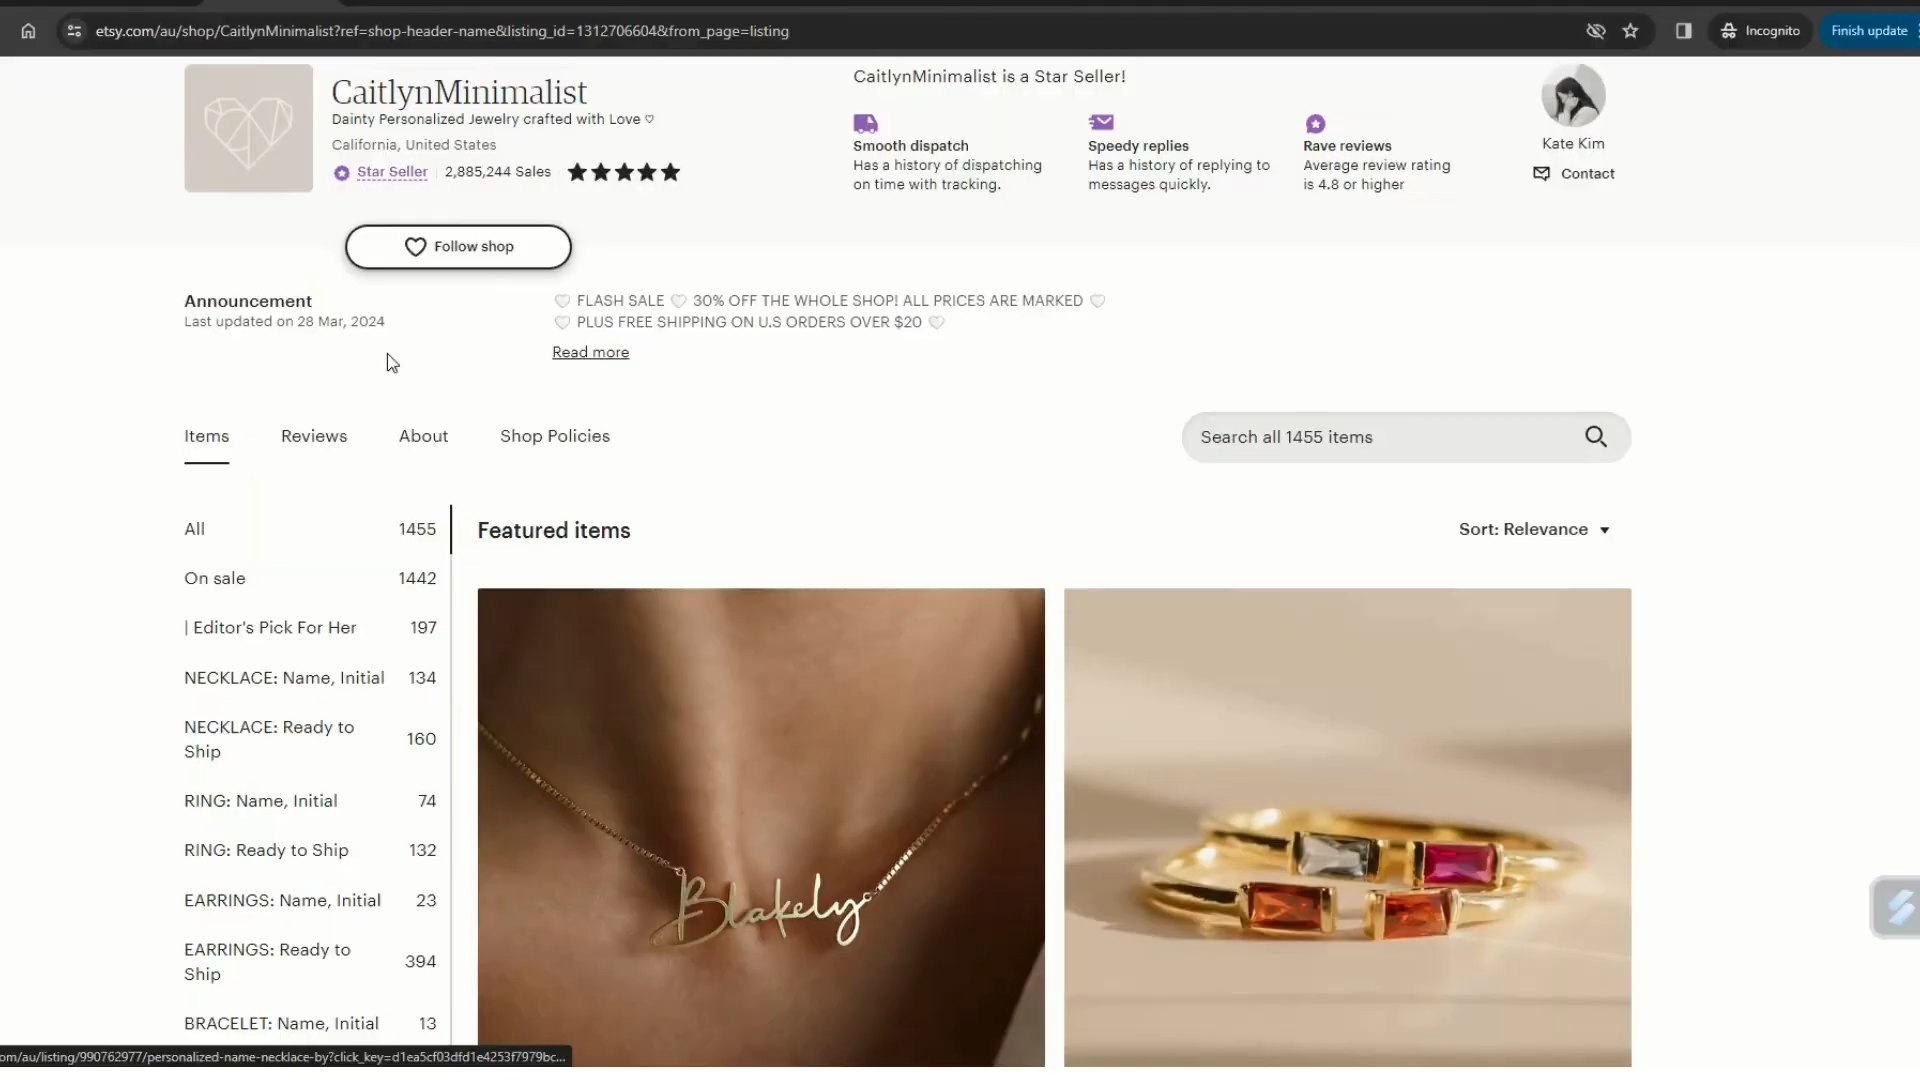 etsy.com/au/shop/CaitlynMinimalist?ref=shop-header-name&listing_id=1312706604&from_page=listing
Incognito
Finish update
CaitlynMinimalist
Dainty Personalized Jewelry crafted with Love ♡
California, United States
Star Seller
2,885,244 Sales
CaitlynMinimalist is a Star Seller!
Smooth dispatch
Has a history of dispatching
on time with tracking.
Speedy replies
Has a history of replying to
messages quickly.
Rave reviews
Average review rating
is 4.8 or higher
Kate Kim
Contact
Follow shop
Announcement
Last updated on 28 Mar, 2024
🤍 FLASH SALE 🤍 30% OFF THE WHOLE SHOP! ALL PRICES ARE MARKED 🤍
🤍 PLUS FREE SHIPPING ON U.S ORDERS OVER $20 🤍
Read more
Items
Reviews
About
Shop Policies
Search all 1455 items
All 1455
On sale 1442
| Editor's Pick For Her 197
NECKLACE: Name, Initial 134
NECKLACE: Ready to
Ship
160
RING: Name, Initial 74
RING: Ready to Ship 132
EARRINGS: Name, Initial 23
EARRINGS: Ready to
Ship
394
BRACELET: Name, Initial 13
Featured items
Sort: Relevance
Blakely
om/au/listing/990762977/personalized-name-necklace-by?click_key=d1ea5cf03dfd1e4253f7979bc...